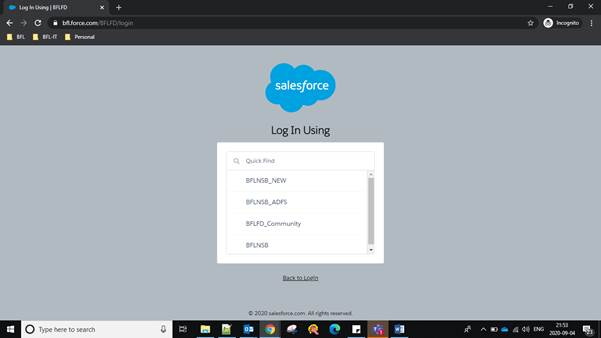 Log In Using | BFLFD
bfl.force.com/BFLFD/login
Incognito
BFL
BFL-IT
Personal
salesforce
Log In Using
Quick Find
BFLNSB_NEW
BFLNSB_ADFS
BFLFD_Community
BFLNSB
Back to Login
© 2020 salesforce.com. All rights reserved.
Type here to search
ENG
21:53
2020-09-04